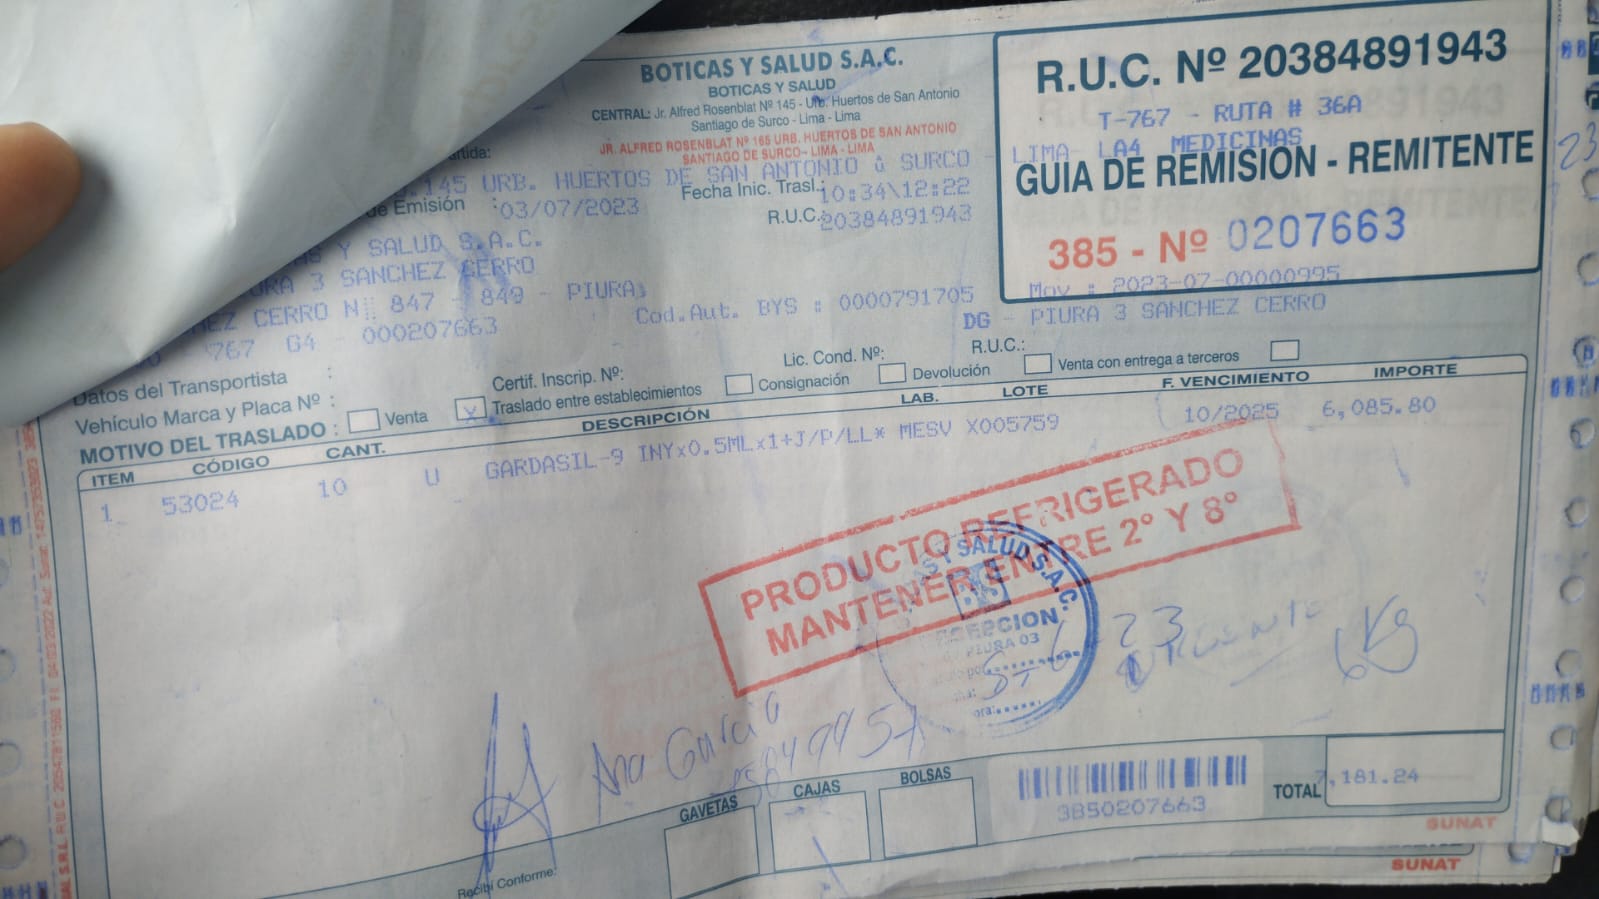 BOTICAS Y SALUD S.A.C.
BOTICAS Y SALUD
CENTRAL: Jr. Alfred Rosenblat Nº 145 - Urb. Huertos de San Antonio
Santiago de Surco - Lima - Lima
JR. ALFRED ROSENBLAT Nº 165 URB. HUERTOS DE SAN ANTONIO
SANTIAGO DE SURCO - LIMA - LIMA
R.U.C. Nº 20384891943
T-767 - RUTA # 36A
LIMA- LA4 MEDICINAS
GUIA DE REMISION - REMITENTE
385 - Nº 0207663
Mov : 2023-07-00000995
145 URB. HUERTOS DE SAN ANTONIO SURCO -
de Emisión : 03/07/2023
Fecha Inic. Trasl.: 10:34\12:22
R.U.C.: 20384891943
Y SALUD S.A.C.
URA 3 SANCHEZ CERRO
EZ CERRO N 847 - 849 - PIURA
Cod.Aut. BYS : 0000791705
DG - PIURA 3 SANCHEZ CERRO
767 G4 - 000207663
Datos del Transportista :
Certif. Inscrip. Nº:
Lic. Cond. Nº:
R.U.C.:
Vehículo Marca y Placa Nº :
MOTIVO DEL TRASLADO : Venta X Traslado entre establecimientos Consignación Devolución Venta con entrega a terceros
ITEM CÓDIGO CANT. DESCRIPCIÓN LAB. LOTE F. VENCIMIENTO IMPORTE
1 53024 10 U GARDASIL-9 INYx0.5MLx1+J/P/LL* MESV X005759 10/2025 6,085.80
PRODUCTO REFRIGERADO
MANTENER ENTRE 2° Y 8°
Y SALUD S.A.C.
RECEPCION
PIURA 03
Ana Garcia
Recibí Conforme:
GAVETAS
CAJAS
BOLSAS
3850207663
TOTAL 7,181.24
SUNAT
SUNAT